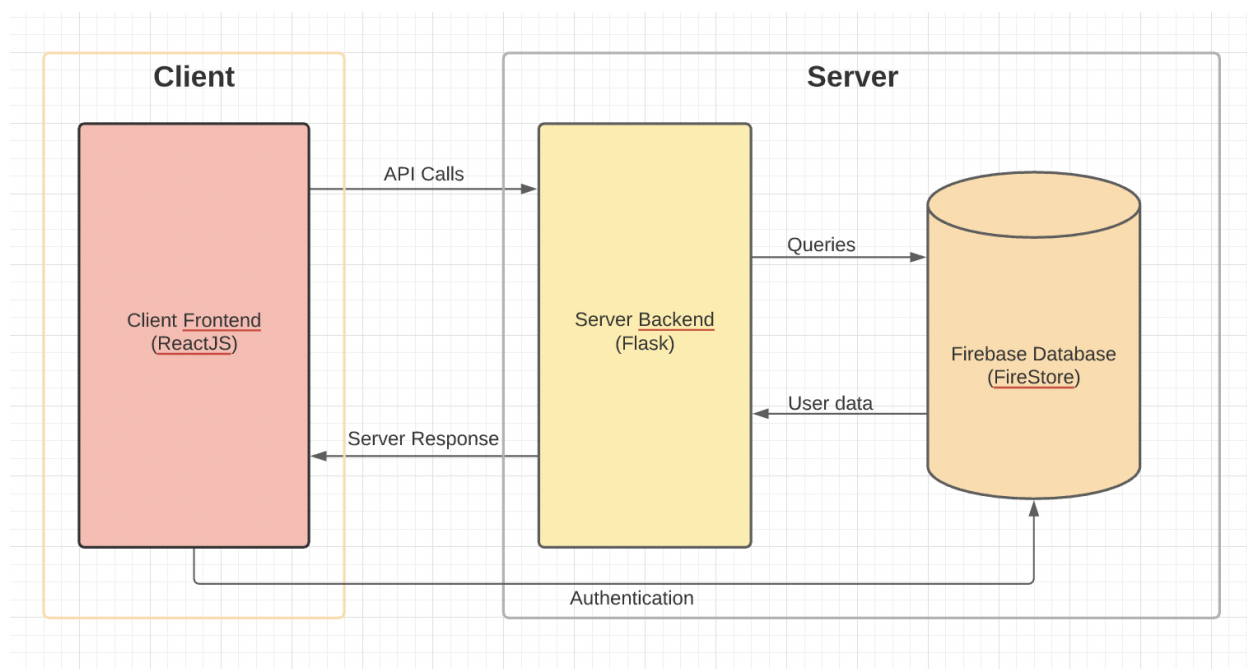 Client
Server
API Calls
Queries
Client Frontend
(ReactJS)
Server Backend
(Flask)
Firebase Database
(FireStore)
User data
Server Response
Authentication